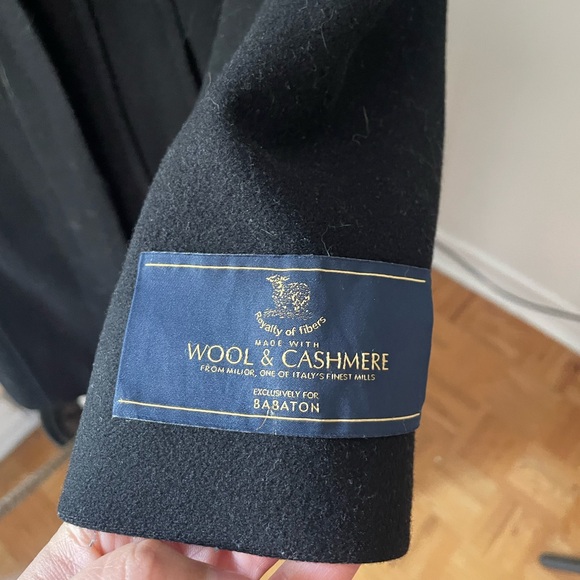 Royalty of fibers
MADE WITH
WOOL & CASHMERE
FROM MILIOR, ONE OF ITALY'S FINEST MILLS
EXCLUSIVELY FOR
BABATON